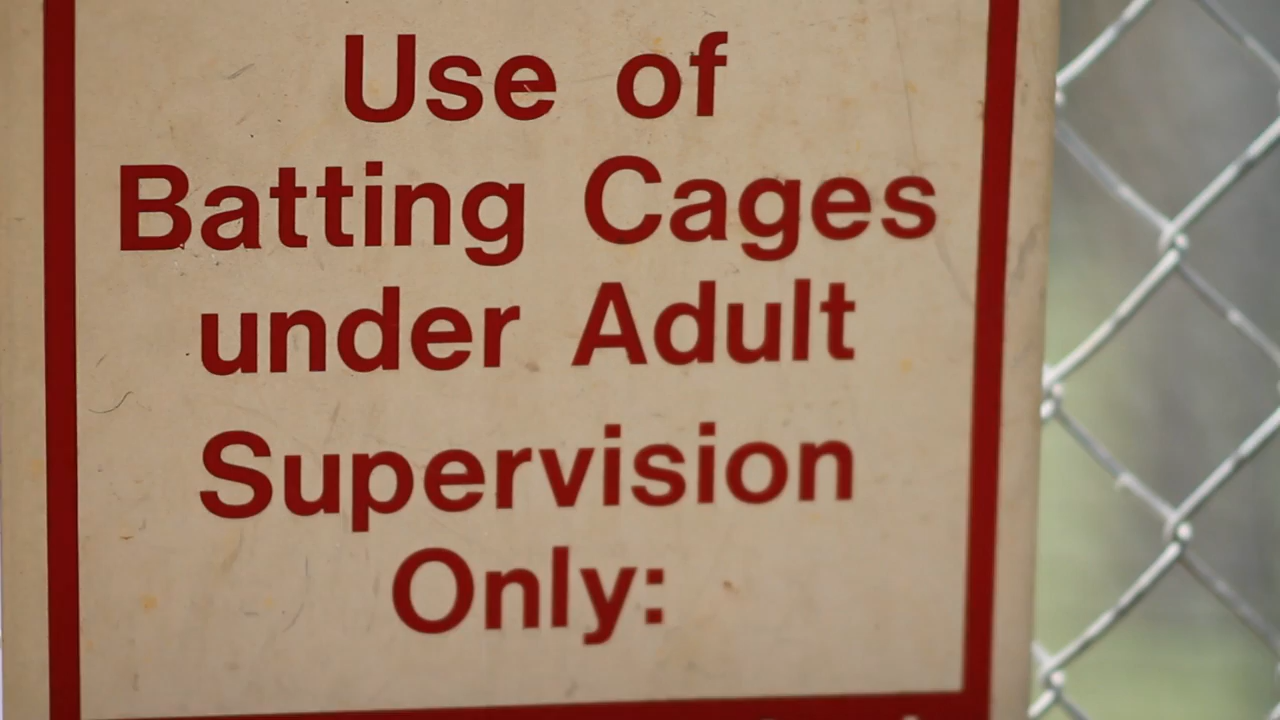 Use of
Batting Cages
under Adult
Supervision
Only: